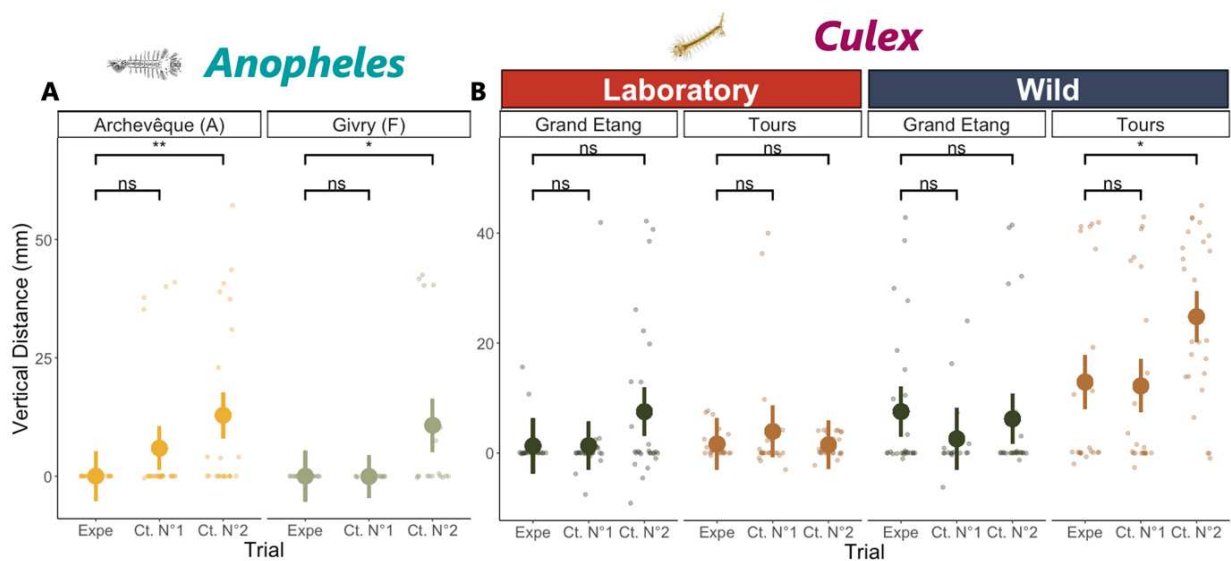 Anopheles
Culex
A
B
Laboratory
Wild
Archevêque (A)
Givry (F)
Grand Etang
Tours
Grand Etang
Tours
**
ns
*
ns
ns
ns
ns
ns
ns
ns
*
ns
Vertical Distance (mm)
50
25
0
40
20
0
Expe Ct. N°1 Ct. N°2
Expe Ct. N°1 Ct. N°2
Expe Ct. N°1 Ct. N°2
Expe Ct. N°1 Ct. N°2
Expe Ct. N°1 Ct. N°2
Expe Ct. N°1 Ct. N°2
Trial
Trial